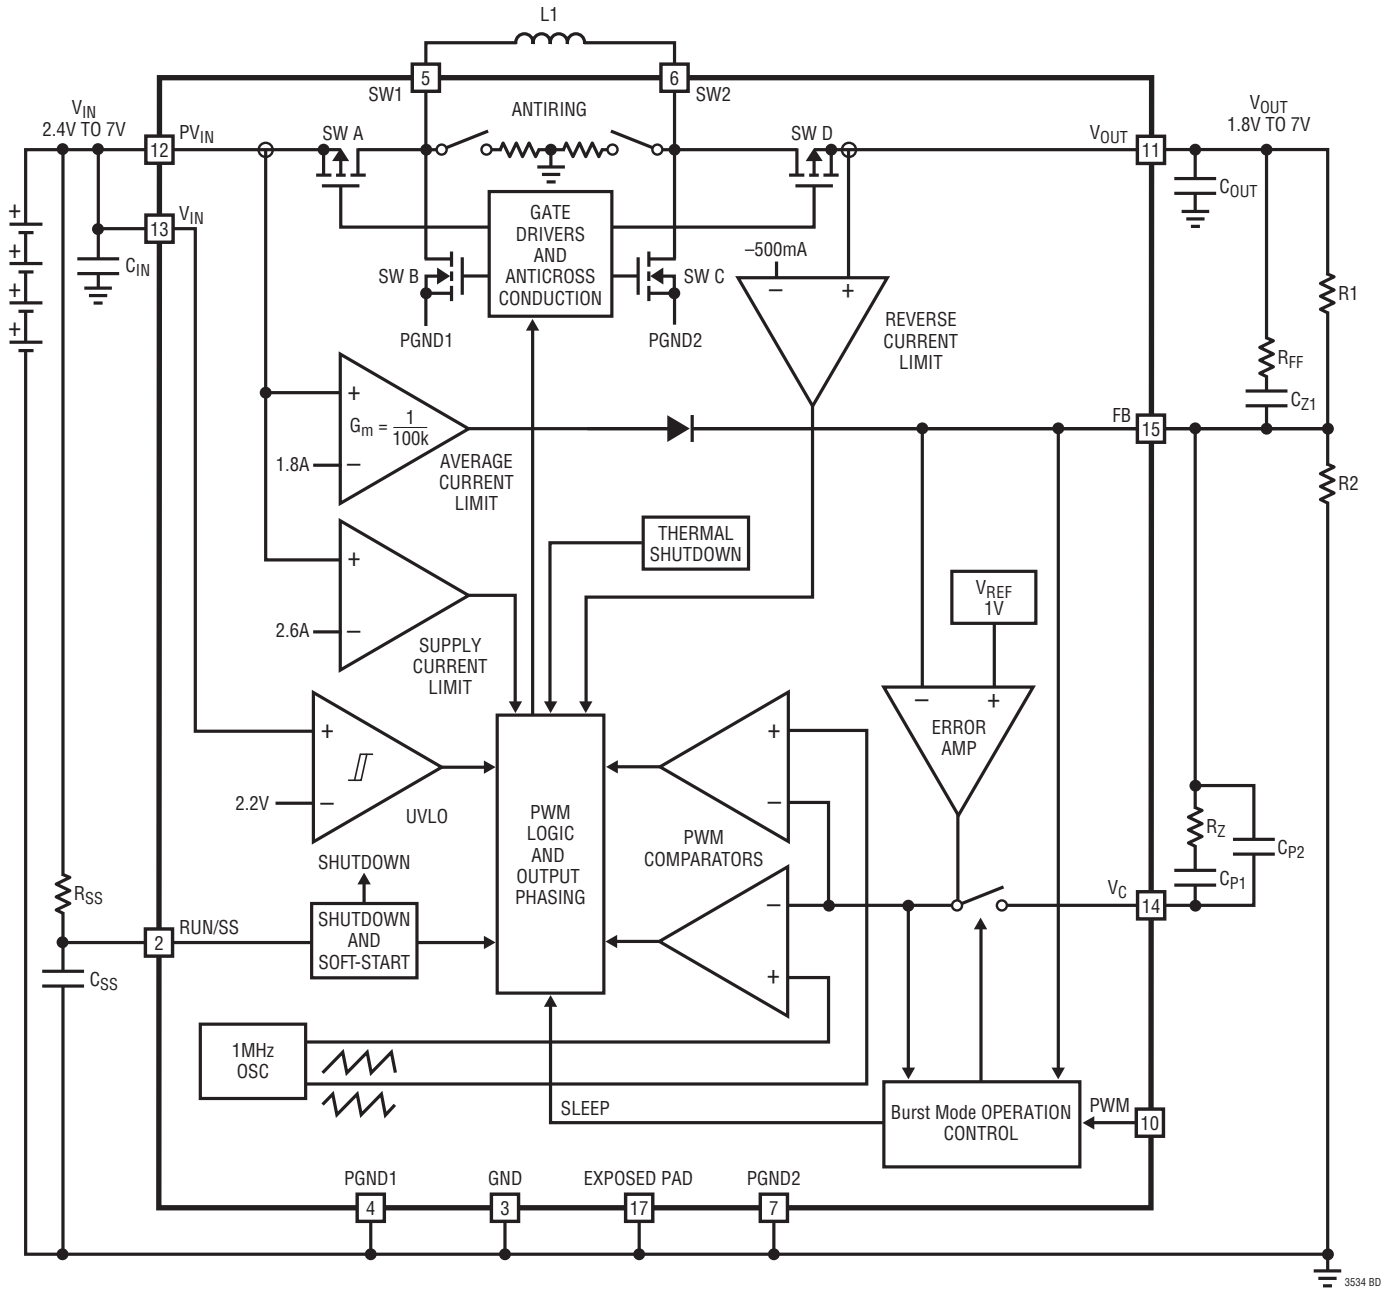 L1
5
6
SW1
SW2
ANTIRING
VIN
2.4V TO 7V
PVIN
12
SW A
SW D
VOUT
11
VOUT
1.8V TO 7V
COUT
VIN
13
CIN
+
+
+
+
GATE
DRIVERS
AND
ANTICROSS
CONDUCTION
SW B
SW C
PGND1
PGND2
–500mA
–
+
REVERSE
CURRENT
LIMIT
R1
RFF
CZ1
+
Gm = 1
100k
1.8A
–
AVERAGE
CURRENT
LIMIT
FB
15
R2
THERMAL
SHUTDOWN
+
2.6A
–
SUPPLY
CURRENT
LIMIT
VREF
1V
–
+
ERROR
AMP
+
2.2V
–
UVLO
PWM
LOGIC
AND
OUTPUT
PHASING
+
–
PWM
COMPARATORS
–
+
RZ
CP1
CP2
VC
14
SHUTDOWN
RSS
RUN/SS
2
SHUTDOWN
AND
SOFT-START
CSS
1MHz
OSC
SLEEP
Burst Mode OPERATION
CONTROL
PWM
10
PGND1
GND
EXPOSED PAD
PGND2
4
3
17
7
3534 BD